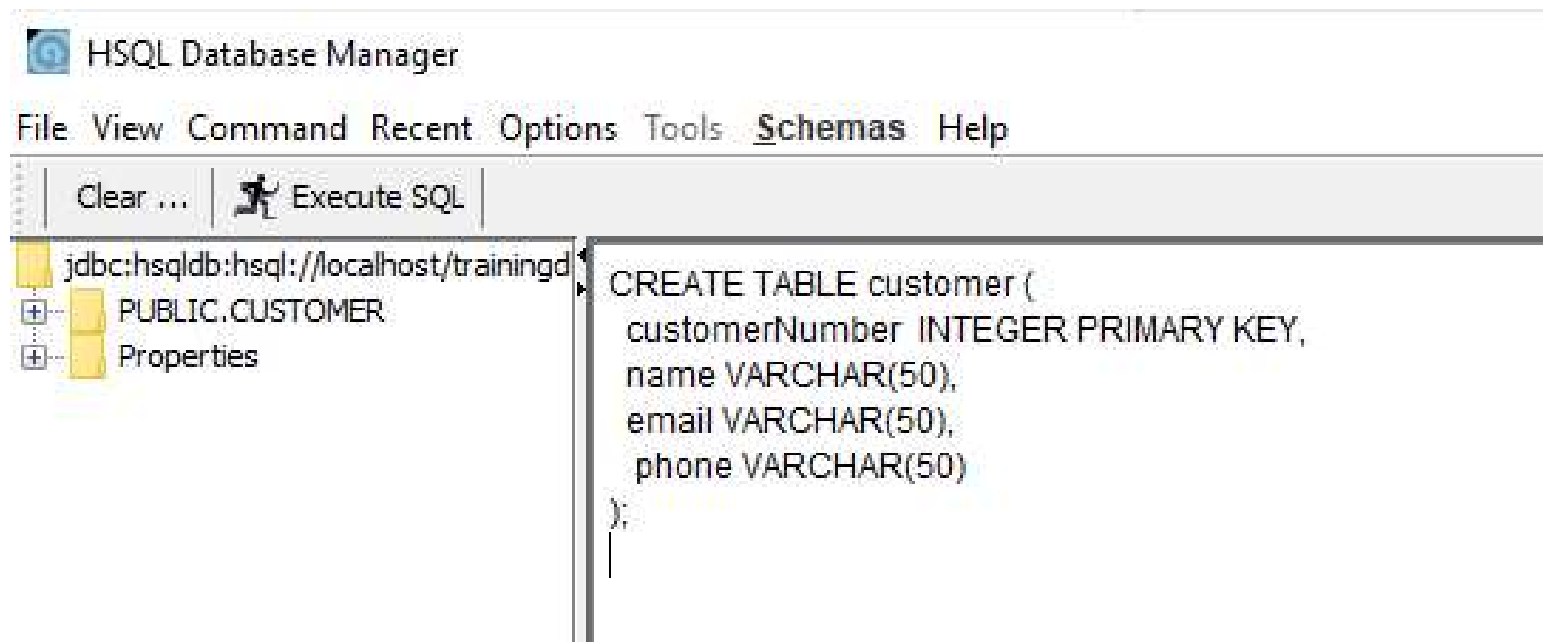 HSQL Database Manager
File View Command Recent Options Tools Schemas Help
Clear ... Execute SQL
jdbc:hsqldb:hsql://localhost/trainingd
PUBLIC.CUSTOMER
Properties
CREATE TABLE customer (
customerNumber INTEGER PRIMARY KEY,
name VARCHAR(50),
email VARCHAR(50),
phone VARCHAR(50)
);